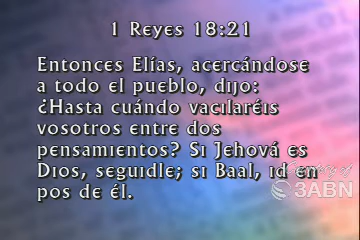 1 Reyes 18:21
Entonces Elías, acercándose
a todo el pueblo, dijo:
¿Hasta cuándo vacilaréis
vosotros entre dos
pensamientos? Si Jehová es
Dios, seguidle; si Baal, id en
pos de él.
3ABN